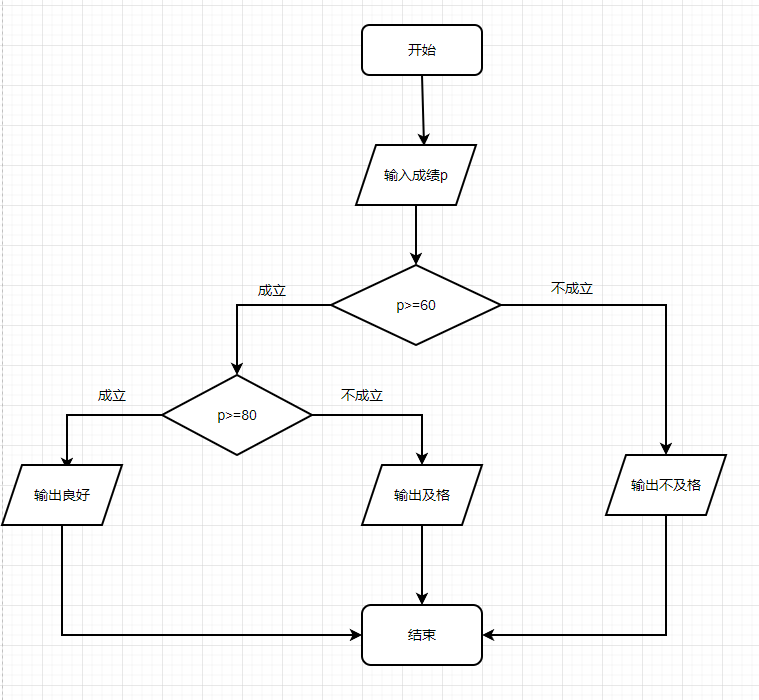 开始
输入成绩p
成立
不成立
p>=60
成立
不成立
p>=80
输出良好
输出及格
输出不及格
结束